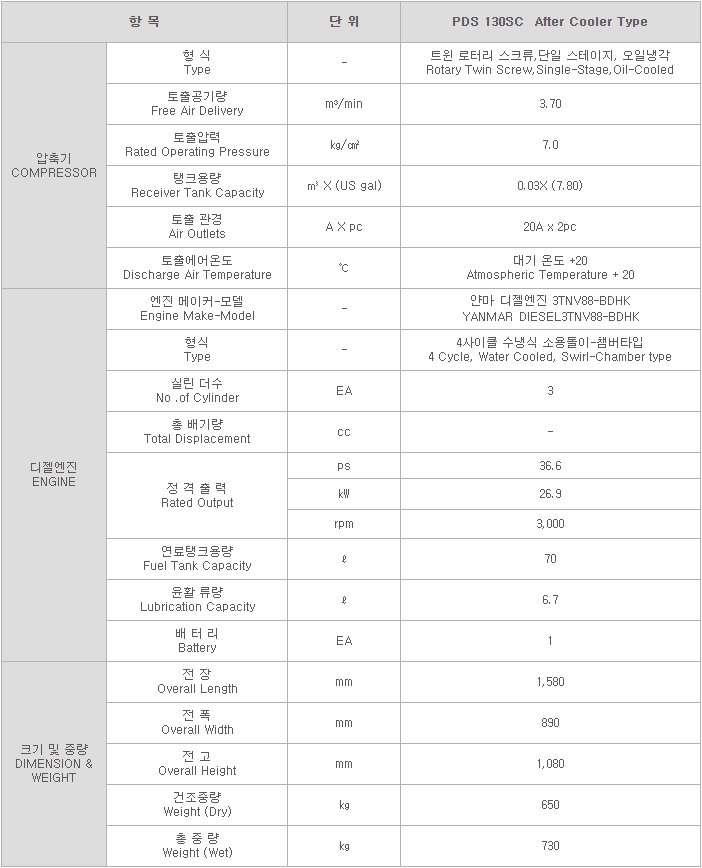 항 목 단 위 PDS 130SC After Cooler Type
압축기
COMPRESSOR
형 식
Type
-
트윈 로터리 스크류,단일 스테이지, 오일냉각
Rotary Twin Screw,Single-Stage,Oil-Cooled
토출공기량
Free Air Delivery
m³/min
3.70
토출압력
Rated Operating Pressure
㎏/㎠
7.0
탱크용량
Receiver Tank Capacity
㎥ X (US gal)
0.03X (7.80)
토출 관경
Air Outlets
A X pc
20A x 2pc
토출에어온도
Discharge Air Temperature
℃
대기 온도 +20
Atmospheric Temperature + 20
디젤엔진
ENGINE
엔진 메이커-모델
Engine Make-Model
-
얀마 디젤엔진 3TNV88-BDHK
YANMAR DIESEL3TNV88-BDHK
형식
Type
-
4사이클 수냉식 소용돌이-챔버타입
4 Cycle, Water Cooled, Swirl-Chamber type
실린 더수
No .of Cylinder
EA
3
총 배기량
Total Displacement
cc
-
정 격 출 력
Rated Output
ps
36.6
㎾
26.9
rpm
3,000
연료탱크용량
Fuel Tank Capacity
ℓ
70
윤활 류량
Lubrication Capacity
ℓ
6.7
배 터 리
Battery
EA
1
크기 및 중량
DIMENSION &
WEIGHT
전 장
Overall Length
mm
1,580
전 폭
Overall Width
mm
890
전 고
Overall Height
mm
1,080
건조중량
Weight (Dry)
㎏
650
총 중 량
Weight (Wet)
㎏
730